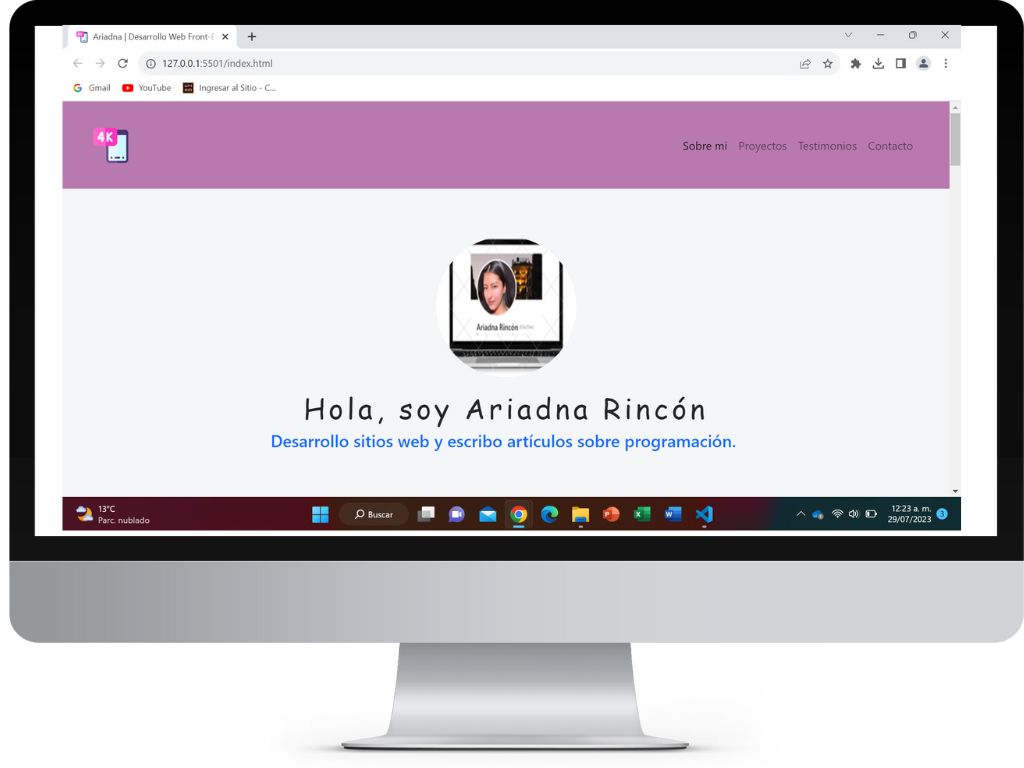 Ariadna | Desarrollo Web Front-E
127.0.0.1:5501/index.html
Gmail YouTube Ingresar al Sitio - C...
4K
Sobre mi Proyectos Testimonios Contacto
Ariadna Rincón
Hola, soy Ariadna Rincón
Desarrollo sitios web y escribo artículos sobre programación.
13°C
Parc. nublado
Buscar
12:23 a. m.
29/07/2023
3